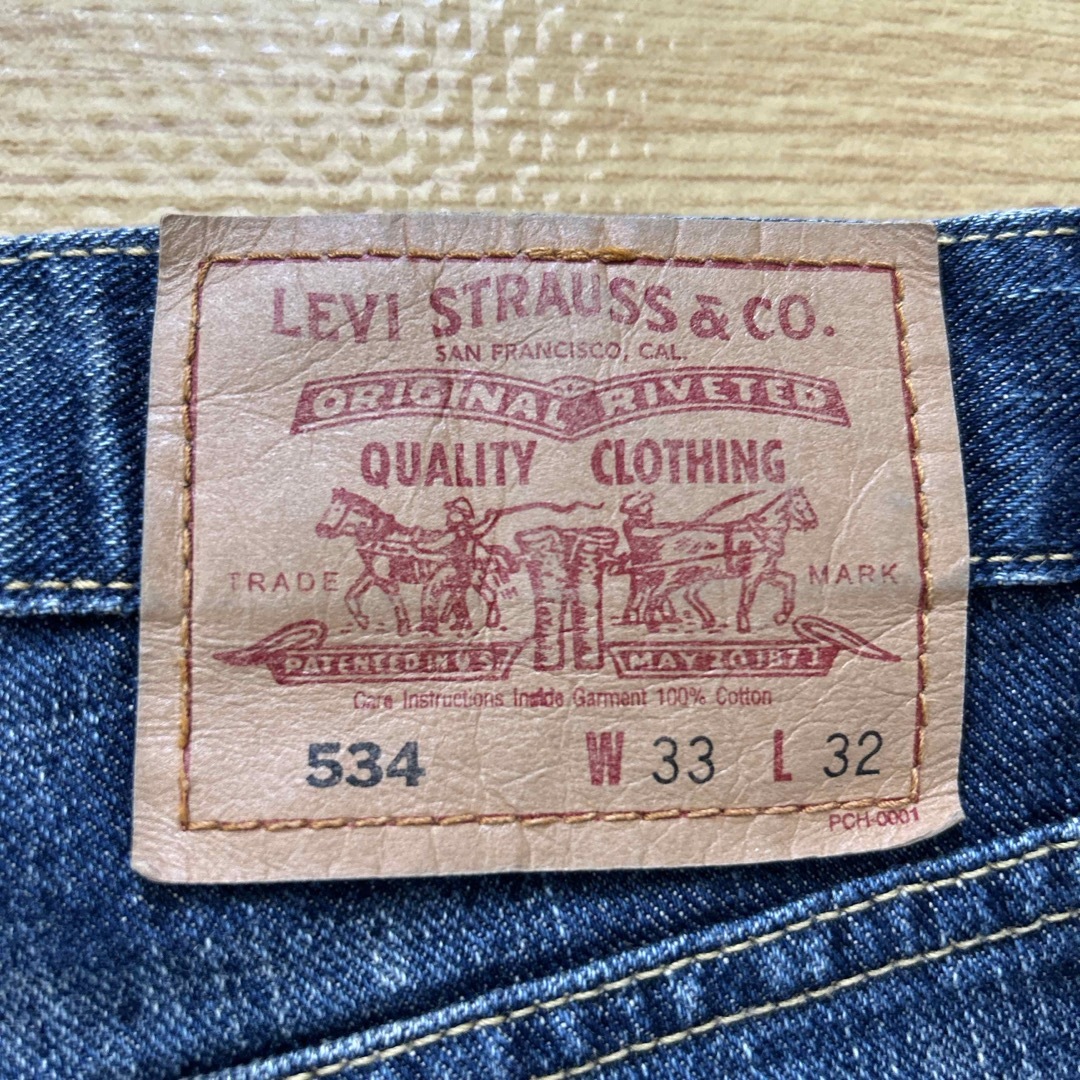 LEVI STRAUSS & CO.
SAN FRANCISCO, CAL.
ORIGINAL RIVETED
QUALITY CLOTHING
TRADE MARK
TM
PATENTED IN U.S. MAY 20 1873
Care Instructions Inside Garment 100% Cotton
534 W 33 L 32
PCH-0001